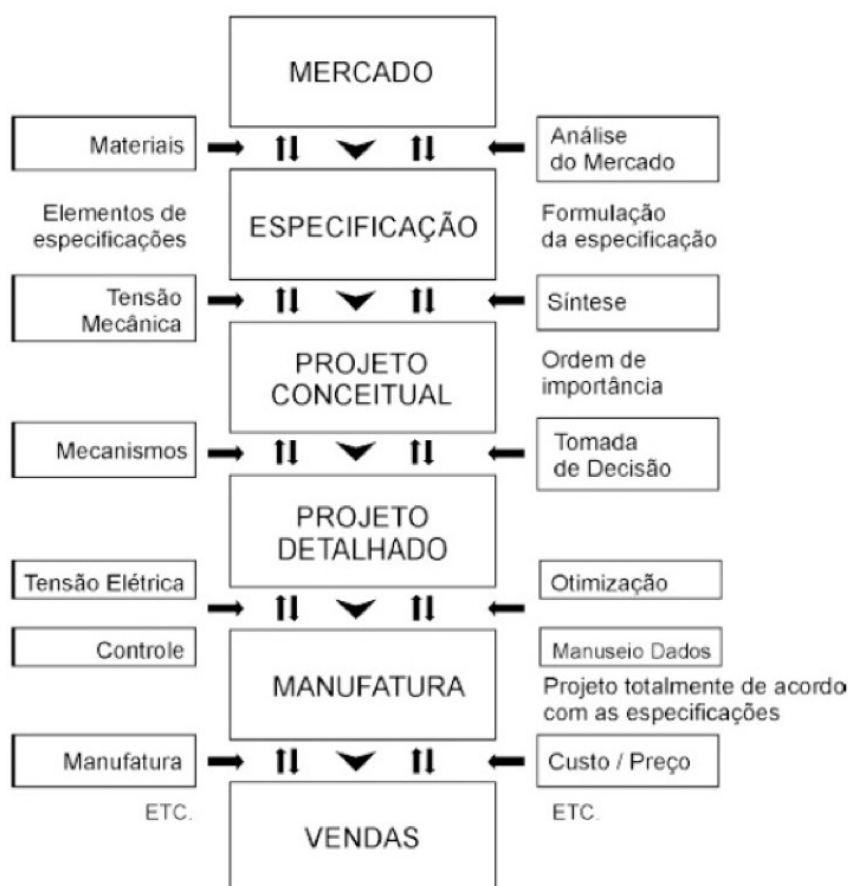 MERCADO
Materiais
Análise
do Mercado
Elementos de
especificações
ESPECIFICAÇÃO
Formulação
da especificação
Tensão
Mecânica
Síntese
PROJETO
CONCEITUAL
Ordem de
importância
Mecanismos
Tomada
de Decisão
PROJETO
DETALHADO
Tensão Elétrica
Otimização
Controle
Manuseio Dados
MANUFATURA
Projeto totalmente de acordo
com as especificações
Manufatura
Custo / Preço
ETC.
ETC.
VENDAS